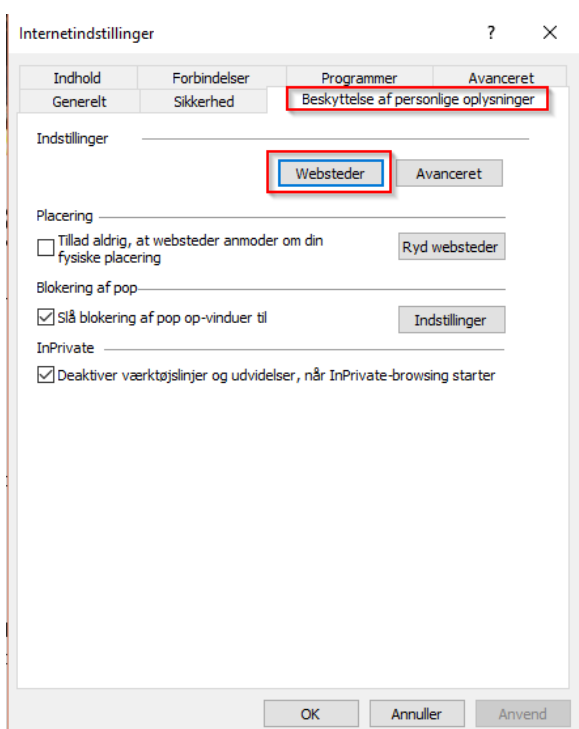 Internetindstillinger ?
Indhold Forbindelser Programmer Avanceret
Generelt Sikkerhed Beskyttelse af personlige oplysninger
Indstillinger
Websteder Avanceret
Placering
Tillad aldrig, at websteder anmoder om din
fysiske placering
Ryd websteder
Blokering af pop
Slå blokering af pop op-vinduer til
Indstillinger
InPrivate
Deaktiver værktøjslinjer og udvidelser, når InPrivate-browsing starter
OK Annuller Anvend